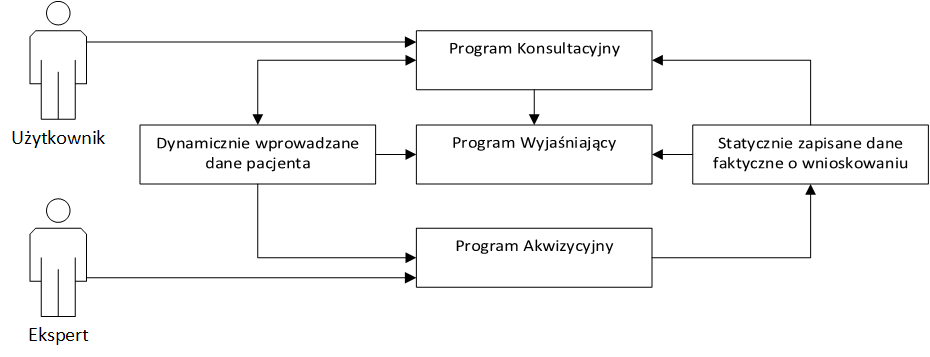 Program Konsultacyjny
Użytkownik
Dynamicznie wprowadzane
dane pacjenta
Program Wyjaśniający
Statycznie zapisane dane
faktyczne o wnioskowaniu
Program Akwizycyjny
Ekspert